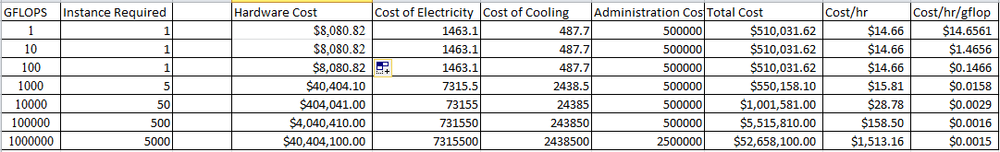 GFLOPS Instance Required Hardware Cost Cost of Electricity Cost of Cooling Administration Cos Total Cost Cost/hr Cost/hr/gflop
1 1 $8,080.82 1463.1 487.7 500000 $510,031.62 $14.66 $14.6561
10 1 $8,080.82 1463.1 487.7 500000 $510,031.62 $14.66 $1.4656
100 1 $8,080.82 1463.1 487.7 500000 $510,031.62 $14.66 $0.1466
1000 5 $40,404.10 7315.5 2438.5 500000 $550,158.10 $15.81 $0.0158
10000 50 $404,041.00 73155 24385 500000 $1,001,581.00 $28.78 $0.0029
100000 500 $4,040,410.00 731550 243850 500000 $5,515,810.00 $158.50 $0.0016
1000000 5000 $40,404,100.00 7315500 2438500 2500000 $52,658,100.00 $1,513.16 $0.0015